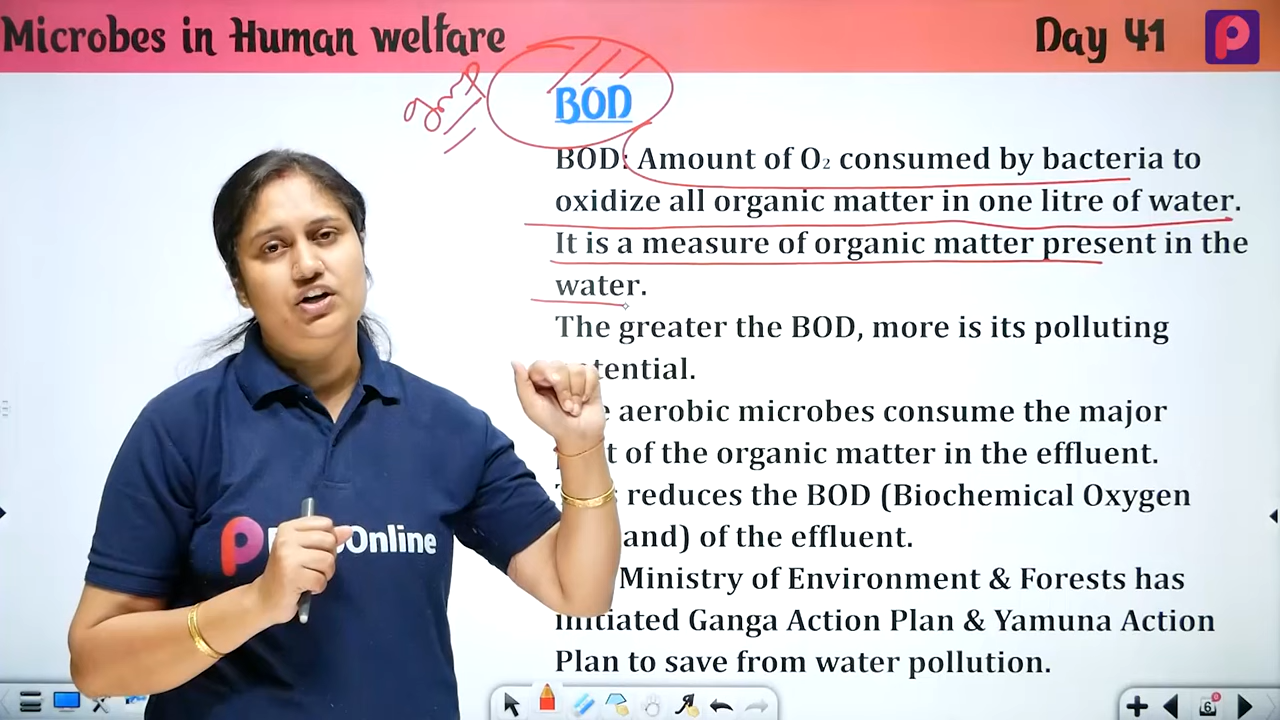 Microbes in Human welfare
Day 41
Imp
BOD
BOD: Amount of O₂ consumed by bacteria to
oxidize all organic matter in one litre of water.
It is a measure of organic matter present in the
water.
The greater the BOD, more is its polluting
tential.
aerobic microbes consume the major
t of the organic matter in the effluent.
reduces the BOD (Biochemical Oxygen
and) of the effluent.
Ministry of Environment & Forests has
initiated Ganga Action Plan & Yamuna Action
Plan to save from water pollution.
Online
6